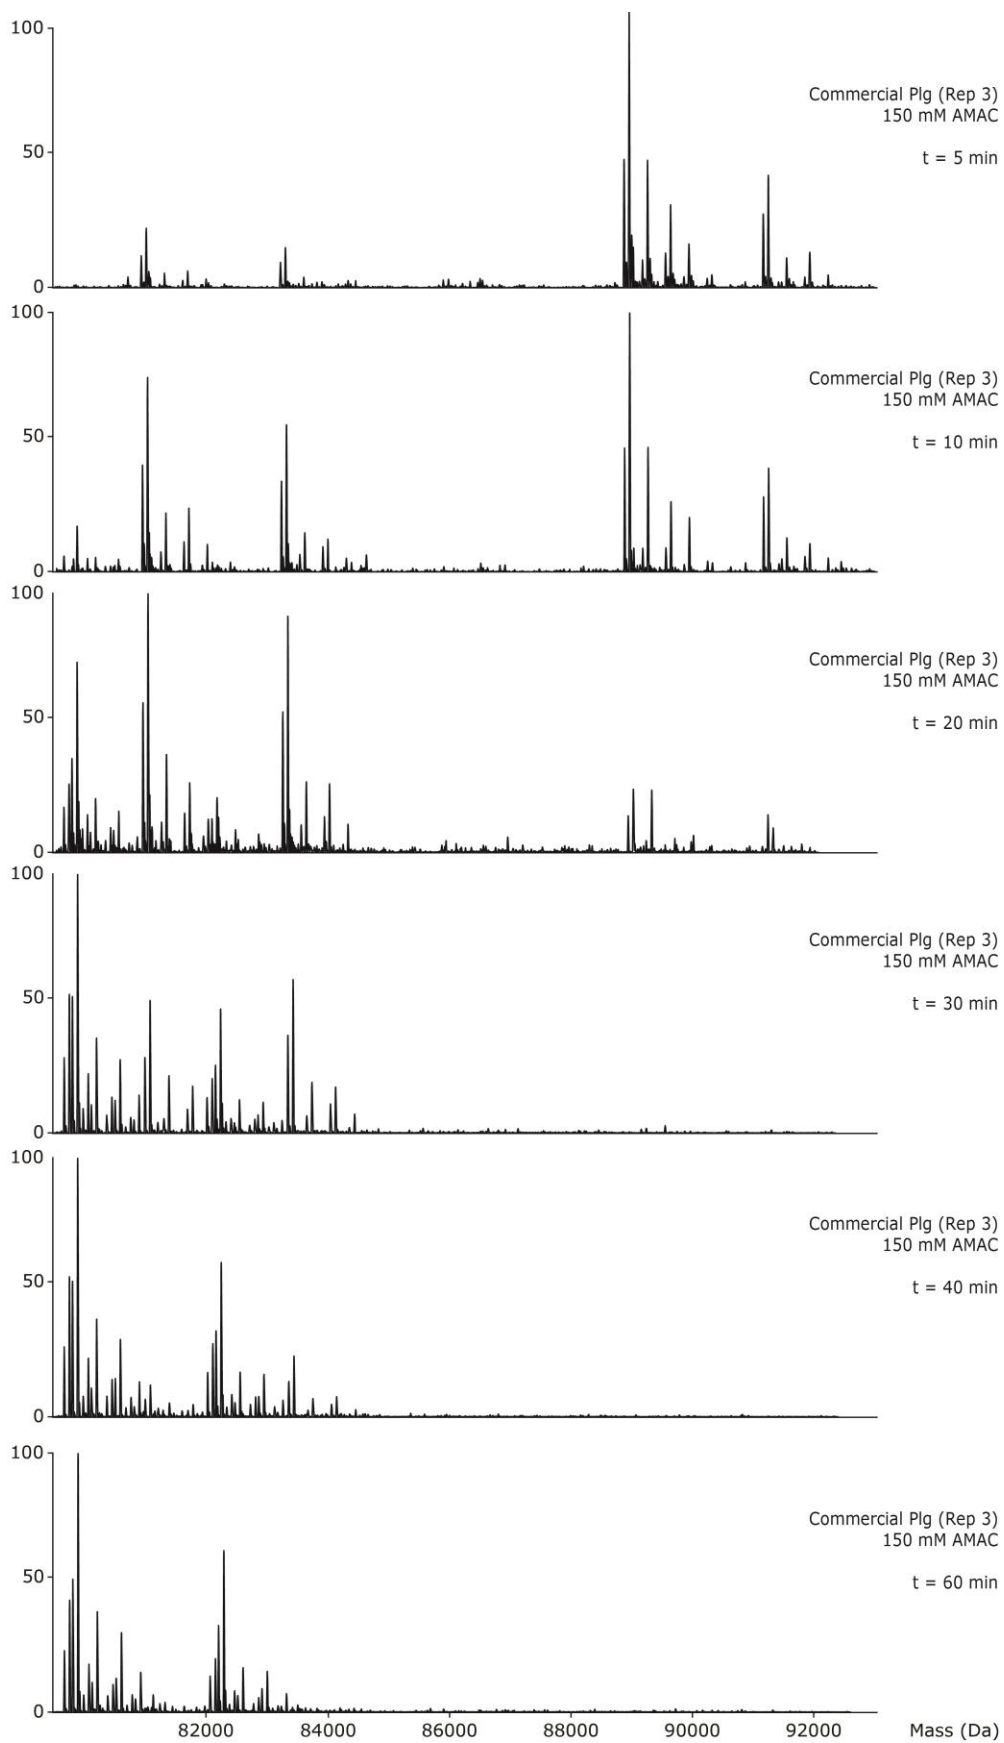 100
50
0
Commercial Plg (Rep 3)
150 mM AMAC
t = 5 min
100
50
0
Commercial Plg (Rep 3)
150 mM AMAC
t = 10 min
100
50
0
Commercial Plg (Rep 3)
150 mM AMAC
t = 20 min
100
50
0
Commercial Plg (Rep 3)
150 mM AMAC
t = 30 min
100
50
0
Commercial Plg (Rep 3)
150 mM AMAC
t = 40 min
100
50
0
Commercial Plg (Rep 3)
150 mM AMAC
t = 60 min
82000 84000 86000 88000 90000 92000 Mass (Da)